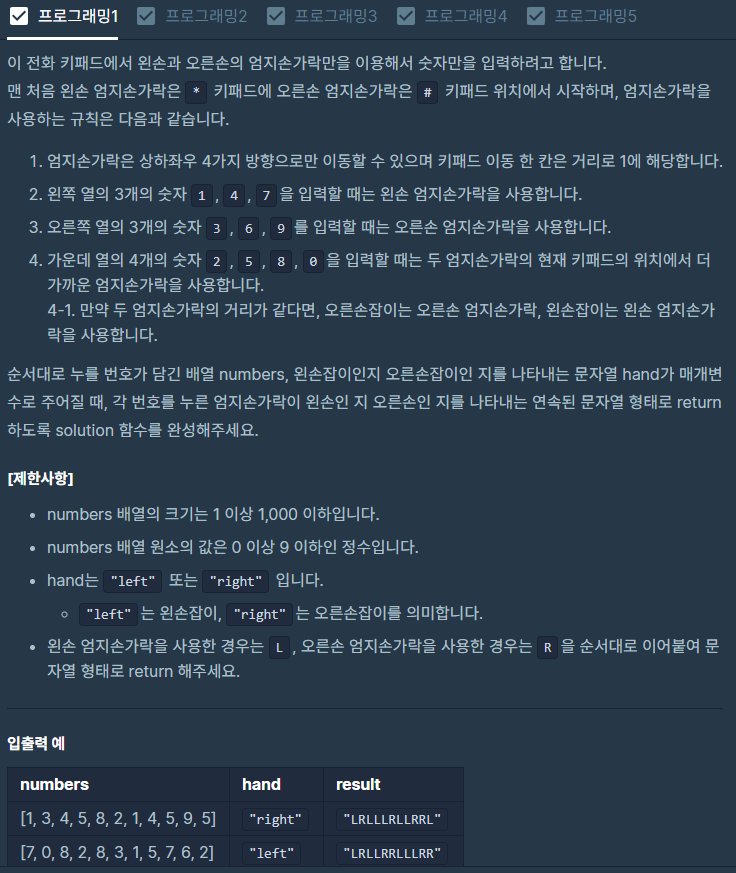 프로그래밍1 프로그래밍2 프로그래밍3 프로그래밍4 프로그래밍5
이 전화 키패드에서 왼손과 오른손의 엄지손가락만을 이용해서 숫자만을 입력하려고 합니다.
맨 처음 왼손 엄지손가락은 * 키패드에 오른손 엄지손가락은 # 키패드 위치에서 시작하며, 엄지손가락을
사용하는 규칙은 다음과 같습니다.
1. 엄지손가락은 상하좌우 4가지 방향으로만 이동할 수 있으며 키패드 이동 한 칸은 거리로 1에 해당합니다.
2. 왼쪽 열의 3개의 숫자 1, 4, 7을 입력할 때는 왼손 엄지손가락을 사용합니다.
3. 오른쪽 열의 3개의 숫자 3, 6, 9를 입력할 때는 오른손 엄지손가락을 사용합니다.
4. 가운데 열의 4개의 숫자 2, 5, 8, 0을 입력할 때는 두 엄지손가락의 현재 키패드의 위치에서 더
가까운 엄지손가락을 사용합니다.
4-1. 만약 두 엄지손가락의 거리가 같다면, 오른손잡이는 오른손 엄지손가락, 왼손잡이는 왼손 엄지손가
락을 사용합니다.
순서대로 누를 번호가 담긴 배열 numbers, 왼손잡이인지 오른손잡이인 지를 나타내는 문자열 hand가 매개변
수로 주어질 때, 각 번호를 누른 엄지손가락이 왼손인 지 오른손인 지를 나타내는 연속된 문자열 형태로 return
하도록 solution 함수를 완성해주세요.
[제한사항]
• numbers 배열의 크기는 1 이상 1,000 이하입니다.
• numbers 배열 원소의 값은 0 이상 9 이하인 정수입니다.
• hand는 "left" 또는 "right" 입니다.
◦ "left"는 왼손잡이, "right"는 오른손잡이를 의미합니다.
• 왼손 엄지손가락을 사용한 경우는 L, 오른손 엄지손가락을 사용한 경우는 R을 순서대로 이어붙여 문
자열 형태로 return 해주세요.
입출력 예
numbers hand result
[1, 3, 4, 5, 8, 2, 1, 4, 5, 9, 5] "right" "LRLLLRLLRRL"
[7, 0, 8, 2, 8, 3, 1, 5, 7, 6, 2] "left" "LRLLRRLLLRR"